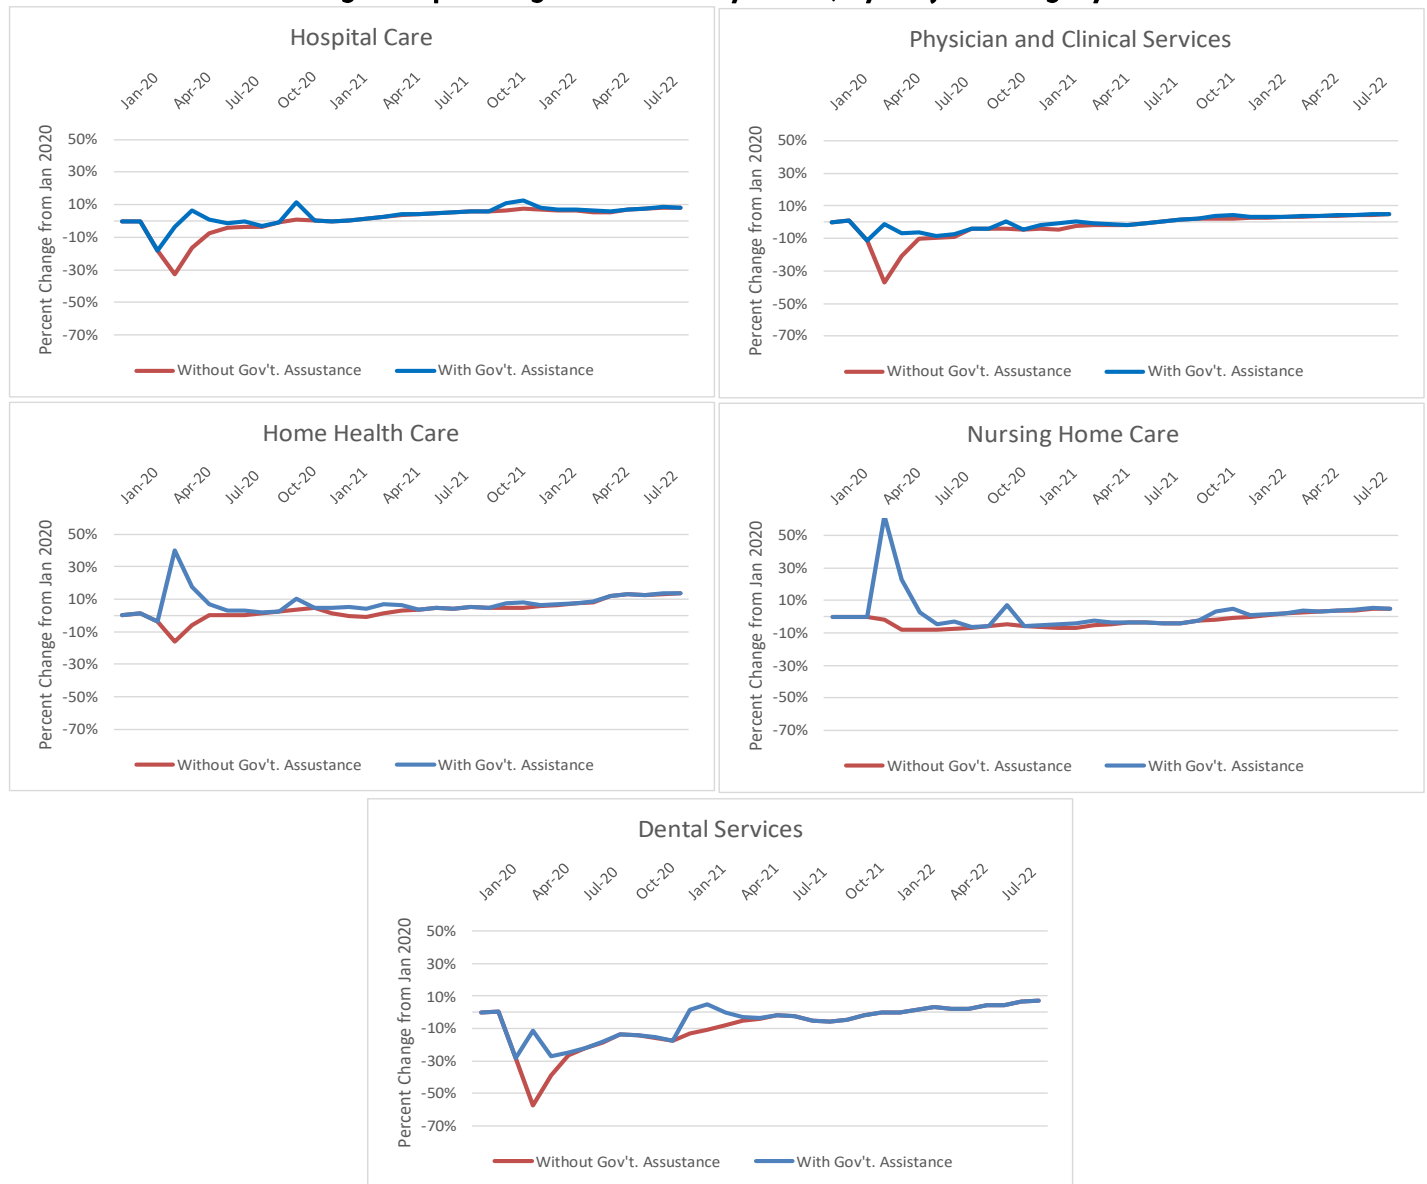 Hospital Care
Jan-20 Apr-20 Jul-20 Oct-20 Jan-21 Apr-21 Jul-21 Oct-21 Jan-22 Apr-22 Jul-22
Percent Change from Jan 2020
50%
30%
10%
-10%
-30%
-50%
-70%
Without Gov't. Assustance With Gov't. Assistance
Physician and Clinical Services
Jan-20 Apr-20 Jul-20 Oct-20 Jan-21 Apr-21 Jul-21 Oct-21 Jan-22 Apr-22 Jul-22
Percent Change from Jan 2020
50%
30%
10%
-10%
-30%
-50%
-70%
Without Gov't. Assustance With Gov't. Assistance
Home Health Care
Jan-20 Apr-20 Jul-20 Oct-20 Jan-21 Apr-21 Jul-21 Oct-21 Jan-22 Apr-22 Jul-22
Percent Change from Jan 2020
50%
30%
10%
-10%
-30%
-50%
-70%
Without Gov't. Assustance With Gov't. Assistance
Nursing Home Care
Jan-20 Apr-20 Jul-20 Oct-20 Jan-21 Apr-21 Jul-21 Oct-21 Jan-22 Apr-22 Jul-22
Percent Change from Jan 2020
50%
30%
10%
-10%
-30%
-50%
-70%
Without Gov't. Assustance With Gov't. Assistance
Dental Services
Jan-20 Apr-20 Jul-20 Oct-20 Jan-21 Apr-21 Jul-21 Oct-21 Jan-22 Apr-22 Jul-22
Percent Change from Jan 2020
50%
30%
10%
-10%
-30%
-50%
-70%
Without Gov't. Assustance With Gov't. Assistance